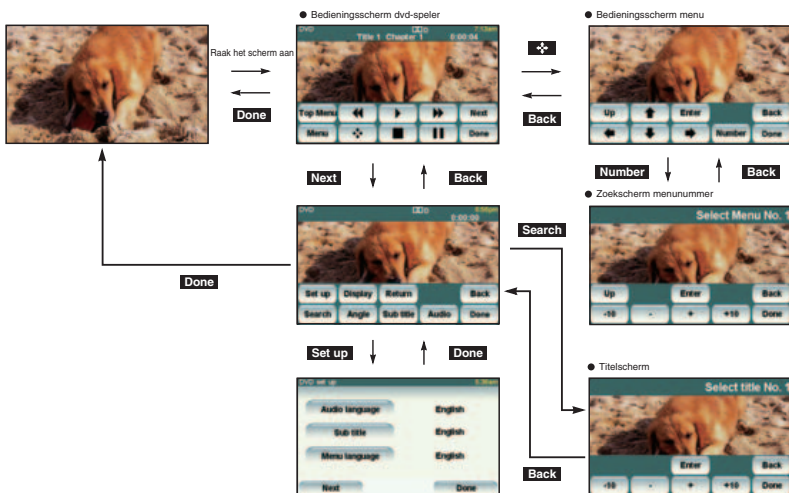 ● Bedieningsscherm dvd-speler
● Bedieningsscherm menu
DVD
7:13am
Title 1 Chapter 1 0:00:04
Raak het scherm aan
Done
Back
Top Menu Next
Menu Done
Up Enter Back
Number Done
Next Back
Number Back
● Zoekscherm menunummer
DVD
0:00:00
Select Menu No. 1
Search
Done
Set up Display Return Back
Search Angle Sub title Audio Done
Up Enter Back
-10 - + +10 Done
Set up Done
● Titelscherm
DVD set up
Select title No. 1
Audio language English
Sub title English
Menu language English
Back
Next Done
Enter Back
-10 - + +10 Done